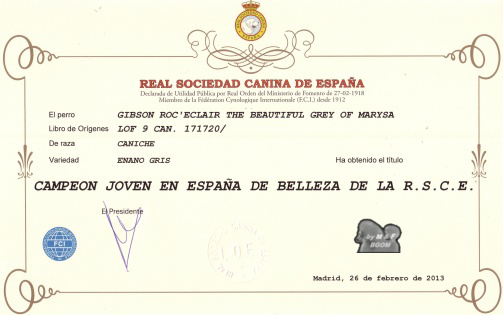 REAL SOCIEDAD CANINA DE ESPAÑA
Declarada de Utilidad Pública por Real Orden del Ministerio de Fomento de 27-02-1918
Miembro de la Fédération Cynologique Internationale (F.C.I.) desde 1912
El perro GIBSON ROC'ECLAIR THE BEAUTIFUL GREY OF MARYSA
Libro de Orígenes LOF 9 CAN. 171720/
De raza CANICHE
Variedad ENANO GRIS Ha obtenido el título
CAMPEON JOVEN EN ESPAÑA DE BELLEZA DE LA R.S.C.E.
El Presidente
FCI
L.O.E.
by M & F
BOOM
Madrid, 26 de febrero de 2013